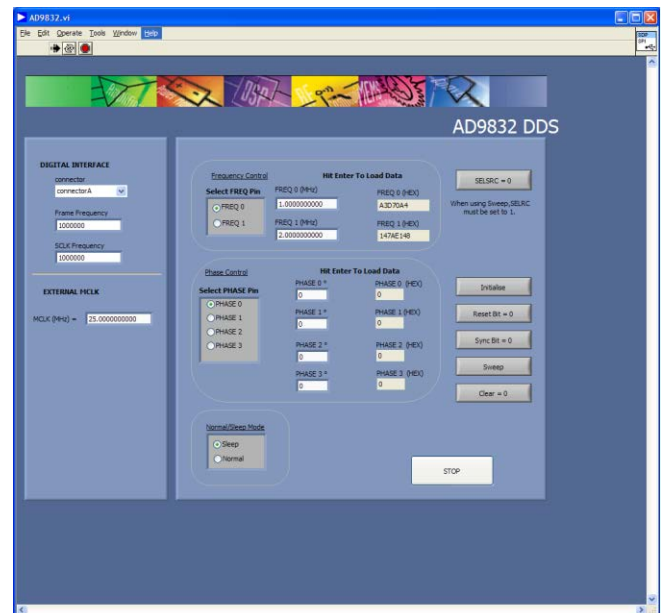 AD9832.vi
File Edit Operate Tools Window Help
SDP
SPI
DSP
RF
MEMS
AD9832 DDS
DIGITAL INTERFACE
connector
connectorA
Frame Frequency
1000000
SCLK Frequency
1000000
EXTERNAL MCLK
MCLK (MHz) = 25.0000000000
Frequency Control
Hit Enter To Load Data
Select FREQ Pin
FREQ 0
FREQ 1
FREQ 0 (MHz)
FREQ 0 (HEX)
1.0000000000
A3D70A4
FREQ 1 (MHz)
FREQ 1 (HEX)
2.0000000000
147AE148
SELSRC = 0
When using Sweep,SELRC
must be set to 1.
Phase Control
Hit Enter To Load Data
Select PHASE Pin
PHASE 0
PHASE 1
PHASE 2
PHASE 3
PHASE 0 °
PHASE 0 (HEX)
0
0
PHASE 1 °
PHASE 1 (HEX)
0
0
PHASE 2 °
PHASE 2 (HEX)
0
0
PHASE 3 °
PHASE 3 (HEX)
0
0
Initialise
Reset Bit = 0
Sync Bit = 0
Sweep
Clear = 0
Normal/Sleep Mode
Sleep
Normal
STOP